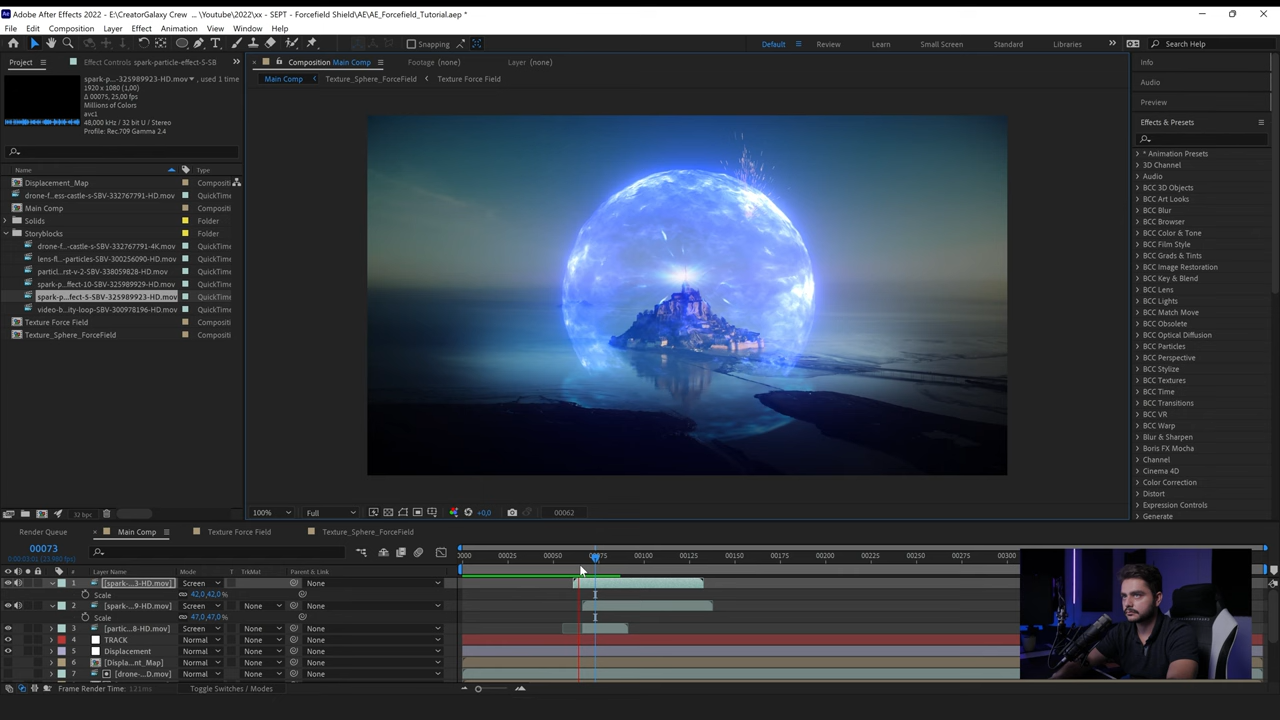 Adobe After Effects 2022 - E:\CreatorGalaxy Crew ... \Youtube\2022\xx - SEPT - Forcefield Shield\AE\AE_Forcefield_Tutorial.aep *
File Edit Composition Layer Effect Animation View Window Help
Snapping Default Review Learn Small Screen Standard Libraries Search Help
Project Effect Controls spark-particle-effect-5-SB Composition Main Comp Footage (none) Layer (none) Info
Main Comp Texture_Sphere_ForceField Texture Force Field
spark-p...-325989923-HD.mov , used 1 time
1920 x 1080 (1,00)
Δ 00075, 25,00 fps
Millions of Colors
avc1
48,000 kHz / 32 bit U / Stereo
Profile: Rec.709 Gamma 2.4
Audio
Preview
Effects & Presets
Name Type
Displacement_Map Composit
drone-f...ess-castle-s-SBV-332767791-HD.mov QuickTime
Main Comp Composit
Solids Folder
Storyblocks Folder
drone-f...-castle-s-SBV-332767791-4K.mov QuickTime
lens-fl...-particles-SBV-300256090-HD.mov QuickTime
particl...rst-v-2-SBV-338059828-HD.mov QuickTime
spark-p...ffect-10-SBV-325989929-HD.mov QuickTime
spark-p...fect-5-SBV-325989923-HD.mov QuickTime
video-b...ity-loop-SBV-300978196-HD.mov QuickTime
Texture Force Field Composit
Texture_Sphere_ForceField Composit
* Animation Presets
3D Channel
Audio
BCC 3D Objects
BCC Art Looks
BCC Blur
BCC Browser
BCC Color & Tone
BCC Film Style
BCC Grads & Tints
BCC Image Restoration
BCC Key & Blend
BCC Lens
BCC Lights
BCC Match Move
BCC Obsolete
BCC Optical Diffusion
BCC Particles
BCC Perspective
BCC Stylize
BCC Textures
BCC Time
BCC Transitions
BCC VR
BCC Warp
Blur & Sharpen
Boris FX Mocha
Channel
Cinema 4D
Color Correction
Distort
Expression Controls
Generate
32 bpc 100% Full +0,0 00062
Render Queue Main Comp Texture Force Field Texture_Sphere_ForceField
00073
0:00:03:01 (25.000 fps)
0000 00025 00050 00075 00100 00125 00150 00175 00200 00225 00250 00275 00300
# Layer Name Mode T TrkMat Parent & Link
1 [spark-...3-HD.mov] Screen None
Scale 42,0,42,0%
2 [spark-...9-HD.mov] Screen None None
Scale 47,0,47,0%
3 [partic...8-HD.mov] Screen None None
4 TRACK Normal None None
5 Displacement Normal None None
6 [Displa...nt_Map] Normal None None
7 [drone-...D.mov] Normal None None
Frame Render Time: 121ms Toggle Switches / Modes